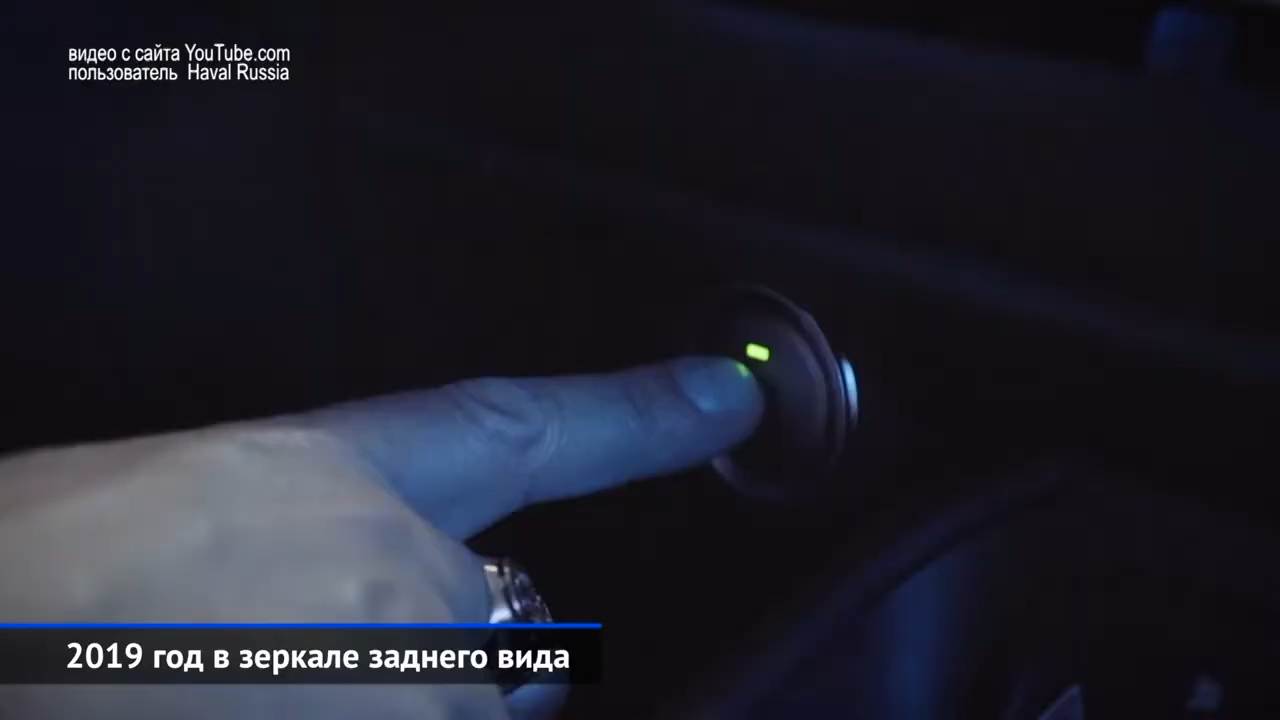 видео с сайта YouTube.com
пользователь Haval Russia
2019 год в зеркале заднего вида